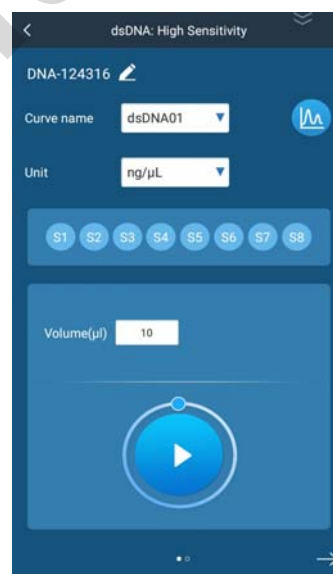 dsDNA: High Sensitivity
DNA-124316
Curve name dsDNA01
Unit ng/µL
S1 S2 S3 S4 S5 S6 S7 S8
Volume(µl) 10